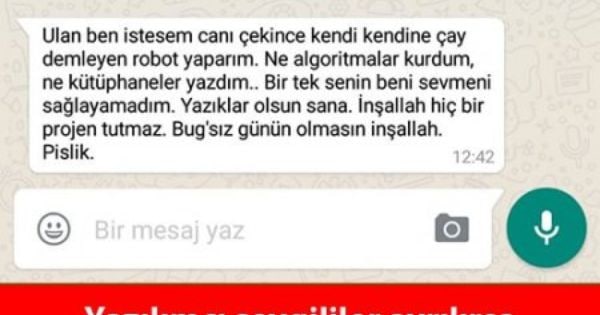 Ulan ben istesem canı çekince kendi kendine çay
demleyen robot yaparım. Ne algoritmalar kurdum,
ne kütüphaneler yazdım.. Bir tek senin beni sevmeni
sağlayamadım. Yazıklar olsun sana. İnşallah hiç bir
projen tutmaz. Bug'sız günün olmasın inşallah.
Pislik.
12:42
Bir mesaj yaz